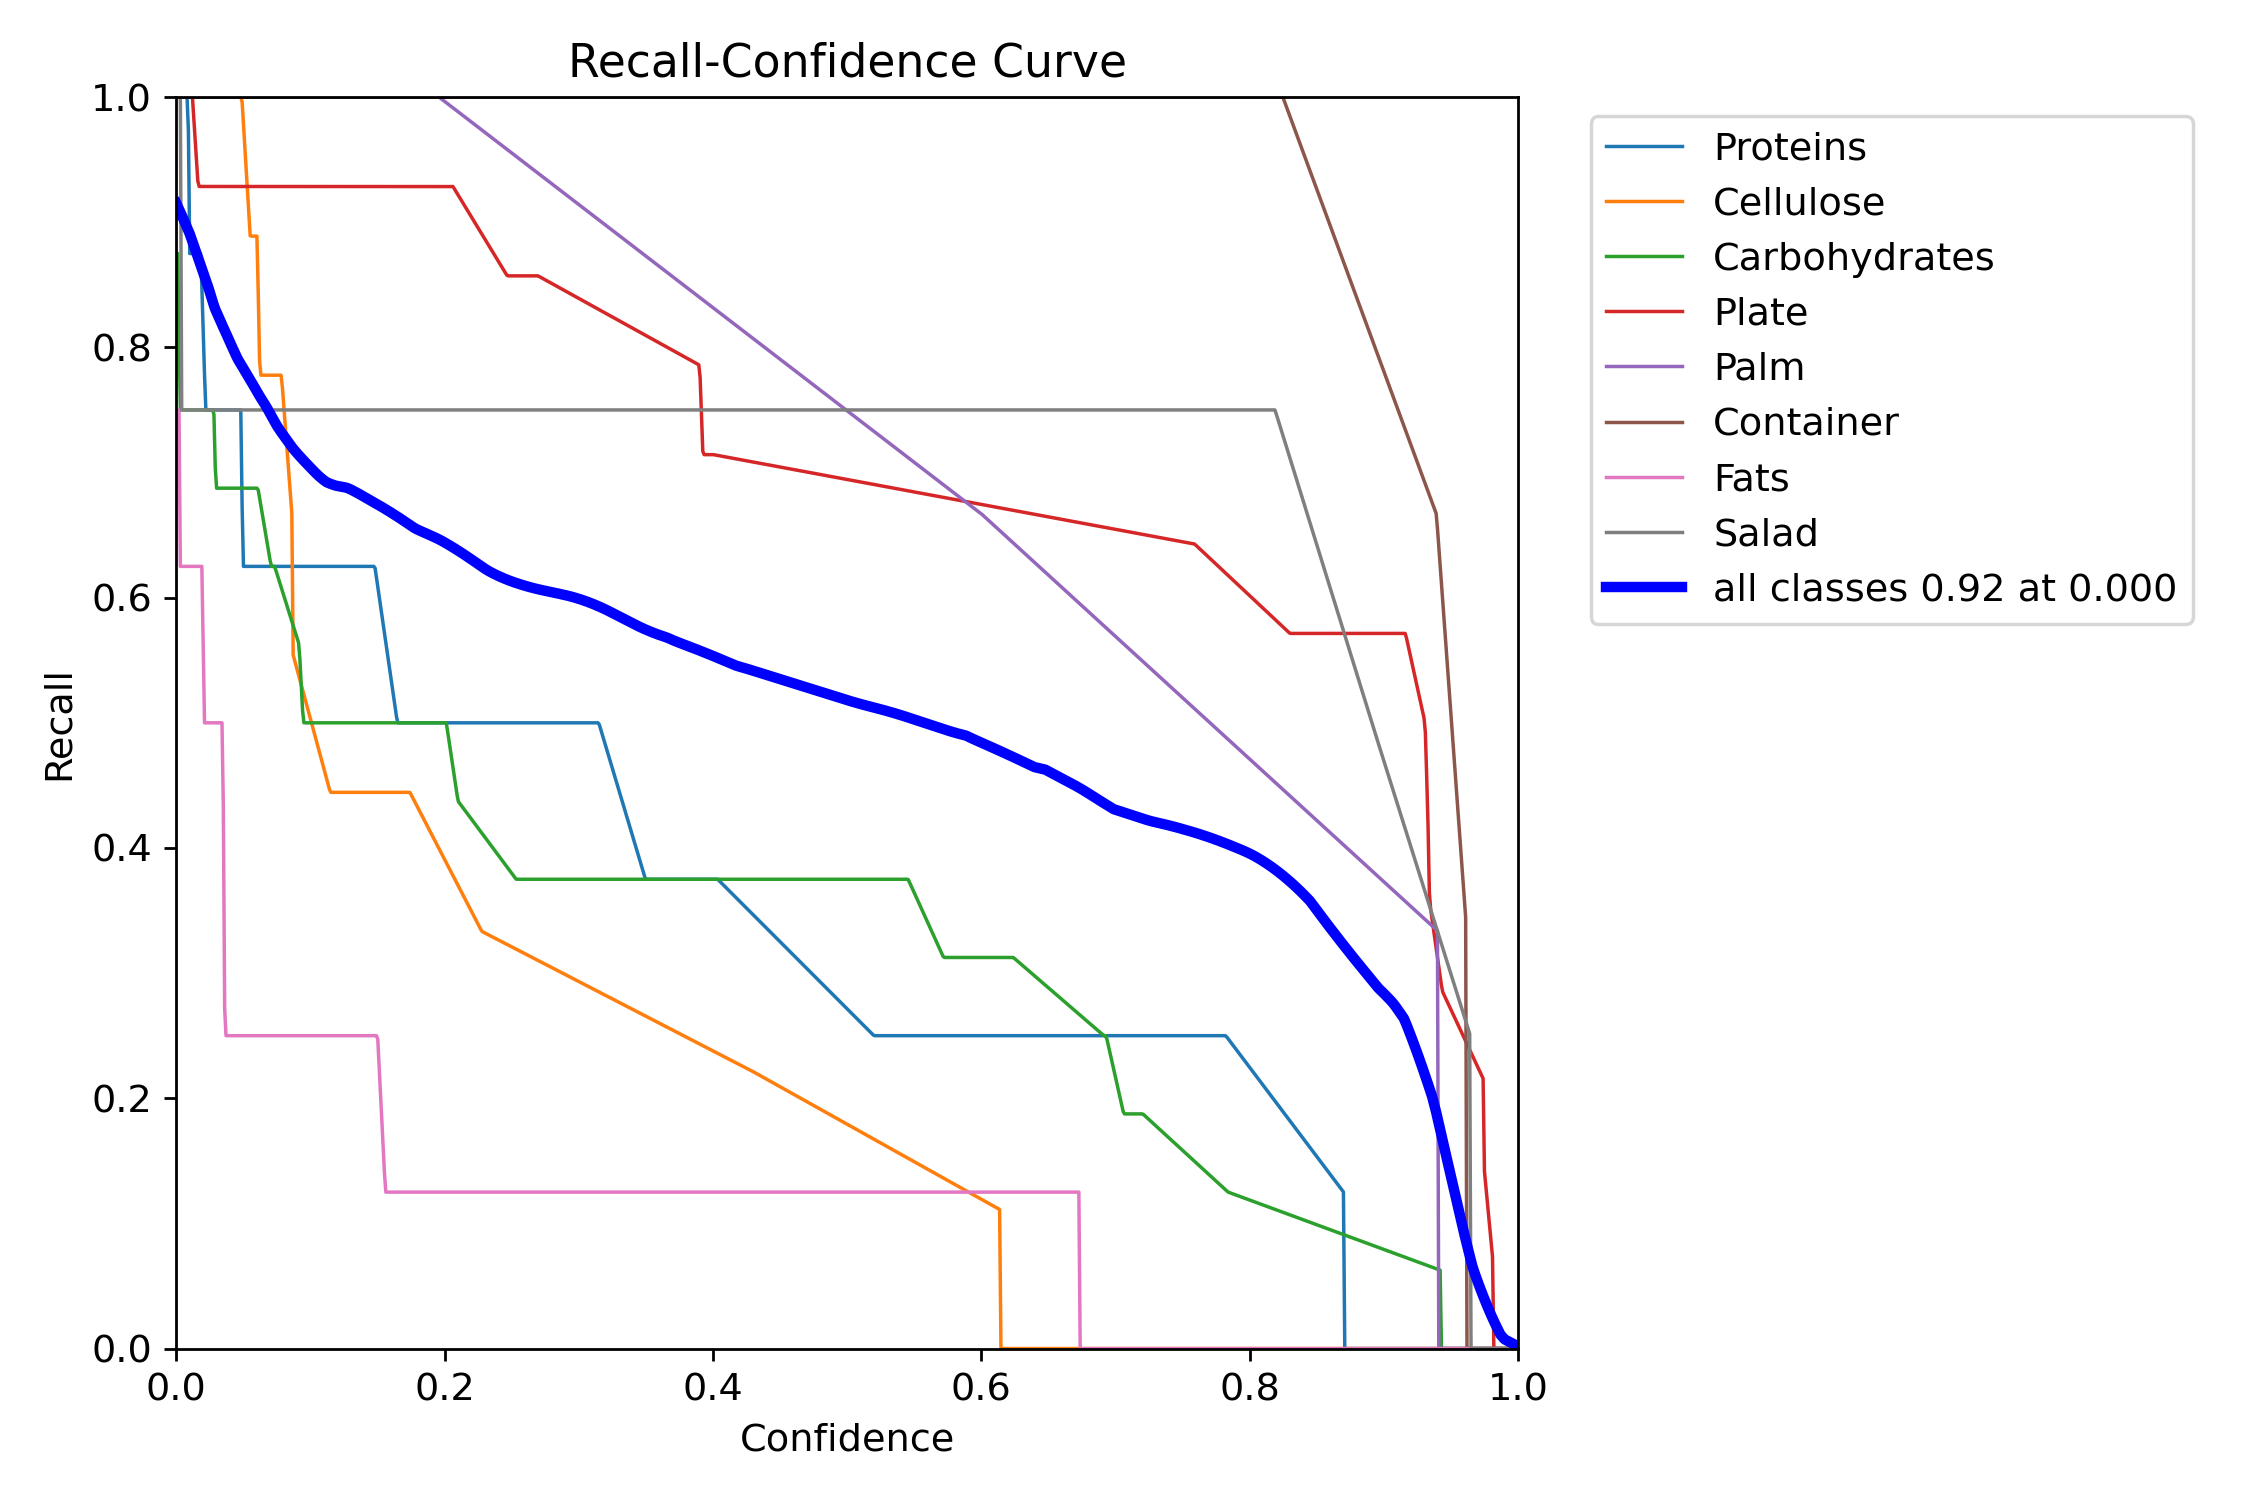 Recall-Confidence Curve
1.0
0.8
0.6
0.4
0.2
0.0
Recall
0.0 0.2 0.4 0.6 0.8 1.0
Confidence
Proteins
Cellulose
Carbohydrates
Plate
Palm
Container
Fats
Salad
all classes 0.92 at 0.000